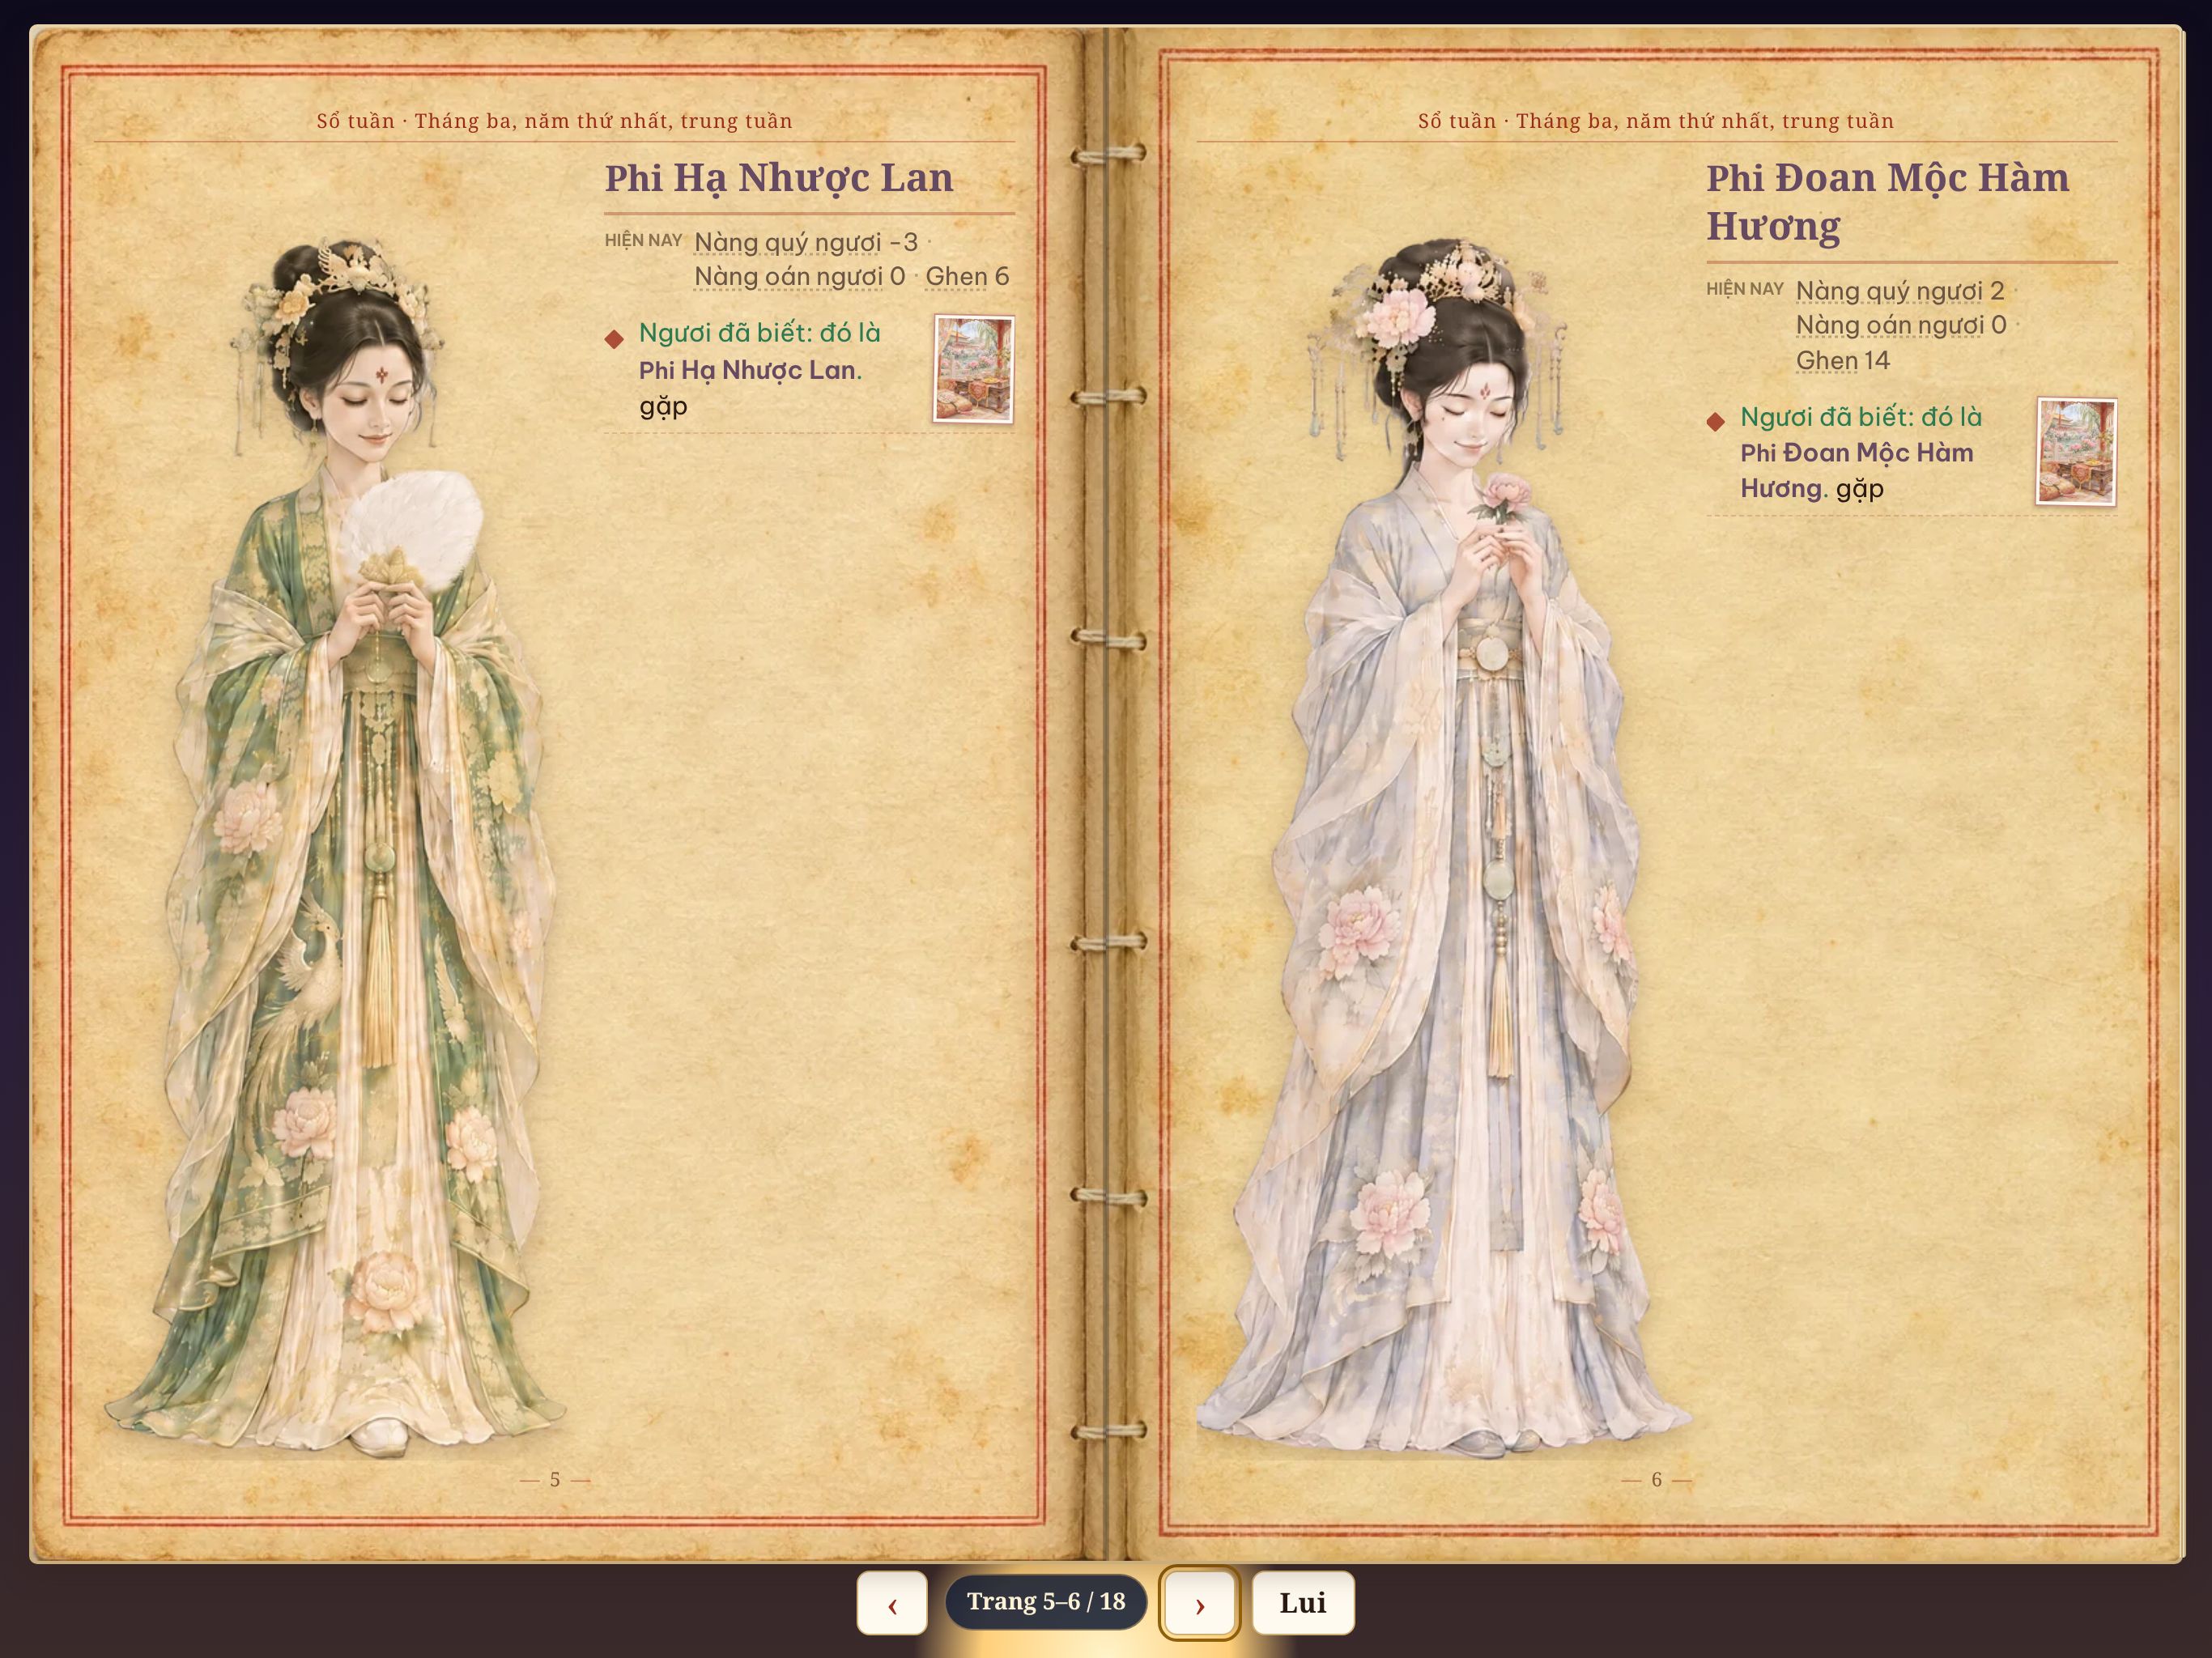 Sổ tuần · Tháng ba, năm thứ nhất, trung tuần
Phi Hạ Nhược Lan
HIỆN NAY Nàng quý ngươi -3 ·
Nàng oán ngươi 0 · Ghen 6
Ngươi đã biết: đó là
Phi Hạ Nhược Lan.
gặp
— 5 —
Sổ tuần · Tháng ba, năm thứ nhất, trung tuần
Phi Đoan Mộc Hàm
Hương
HIỆN NAY Nàng quý ngươi 2 ·
Nàng oán ngươi 0 ·
Ghen 14
Ngươi đã biết: đó là
Phi Đoan Mộc Hàm
Hương. gặp
— 6 —
‹ Trang 5–6 / 18 › Lui